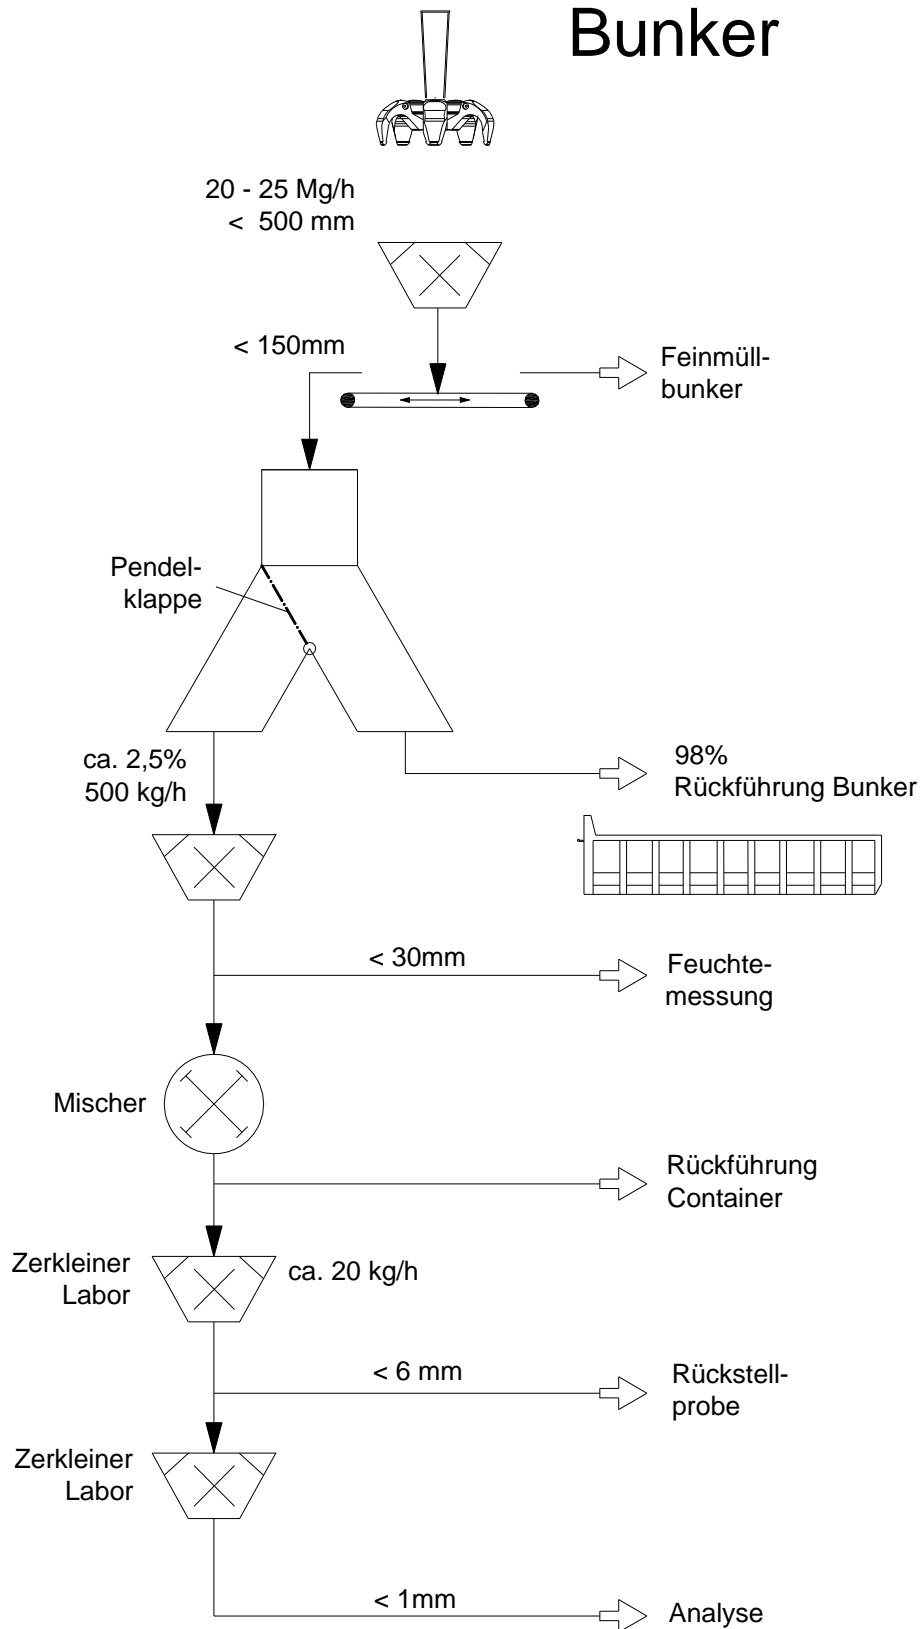 Bunker
20 - 25 Mg/h
< 500 mm
< 150mm
Feinmüll-
bunker
Pendel-
klappe
ca. 2,5%
500 kg/h
98%
Rückführung Bunker
< 30mm
Feuchte-
messung
Mischer
Rückführung
Container
Zerkleiner
Labor
ca. 20 kg/h
< 6 mm
Rückstell-
probe
Zerkleiner
Labor
< 1mm
Analyse